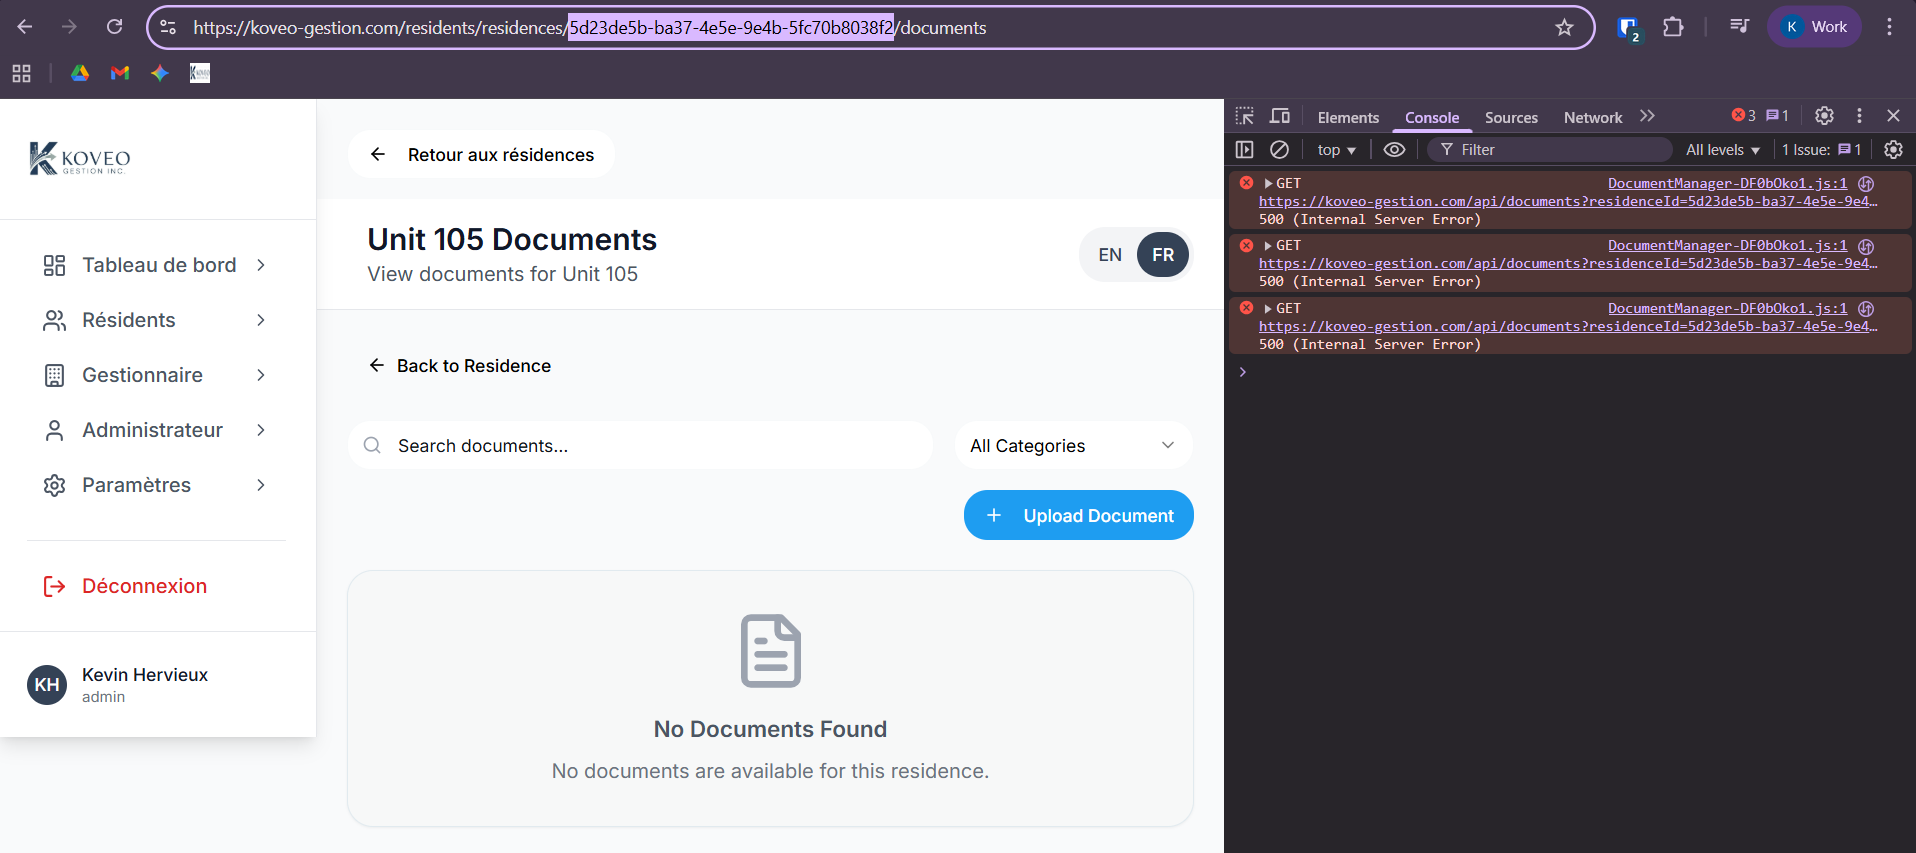 https://koveo-gestion.com/residents/residences/5d23de5b-ba37-4e5e-9e4b-5fc70b8038f2/documents
2
K Work
KOVEO
GESTION INC.
Tableau de bord
Résidents
Gestionnaire
Administrateur
Paramètres
Déconnexion
KH
Kevin Hervieux
admin
Retour aux résidences
Unit 105 Documents
View documents for Unit 105
EN FR
Back to Residence
Search documents...
All Categories
+ Upload Document
No Documents Found
No documents are available for this residence.
Elements Console Sources Network 3 1
top Filter All levels 1 Issue: 1
GET DocumentManager-DF0bOko1.js:1
https://koveo-gestion.com/api/documents?residenceId=5d23de5b-ba37-4e5e-9e4…
500 (Internal Server Error)
GET DocumentManager-DF0bOko1.js:1
https://koveo-gestion.com/api/documents?residenceId=5d23de5b-ba37-4e5e-9e4…
500 (Internal Server Error)
GET DocumentManager-DF0bOko1.js:1
https://koveo-gestion.com/api/documents?residenceId=5d23de5b-ba37-4e5e-9e4…
500 (Internal Server Error)